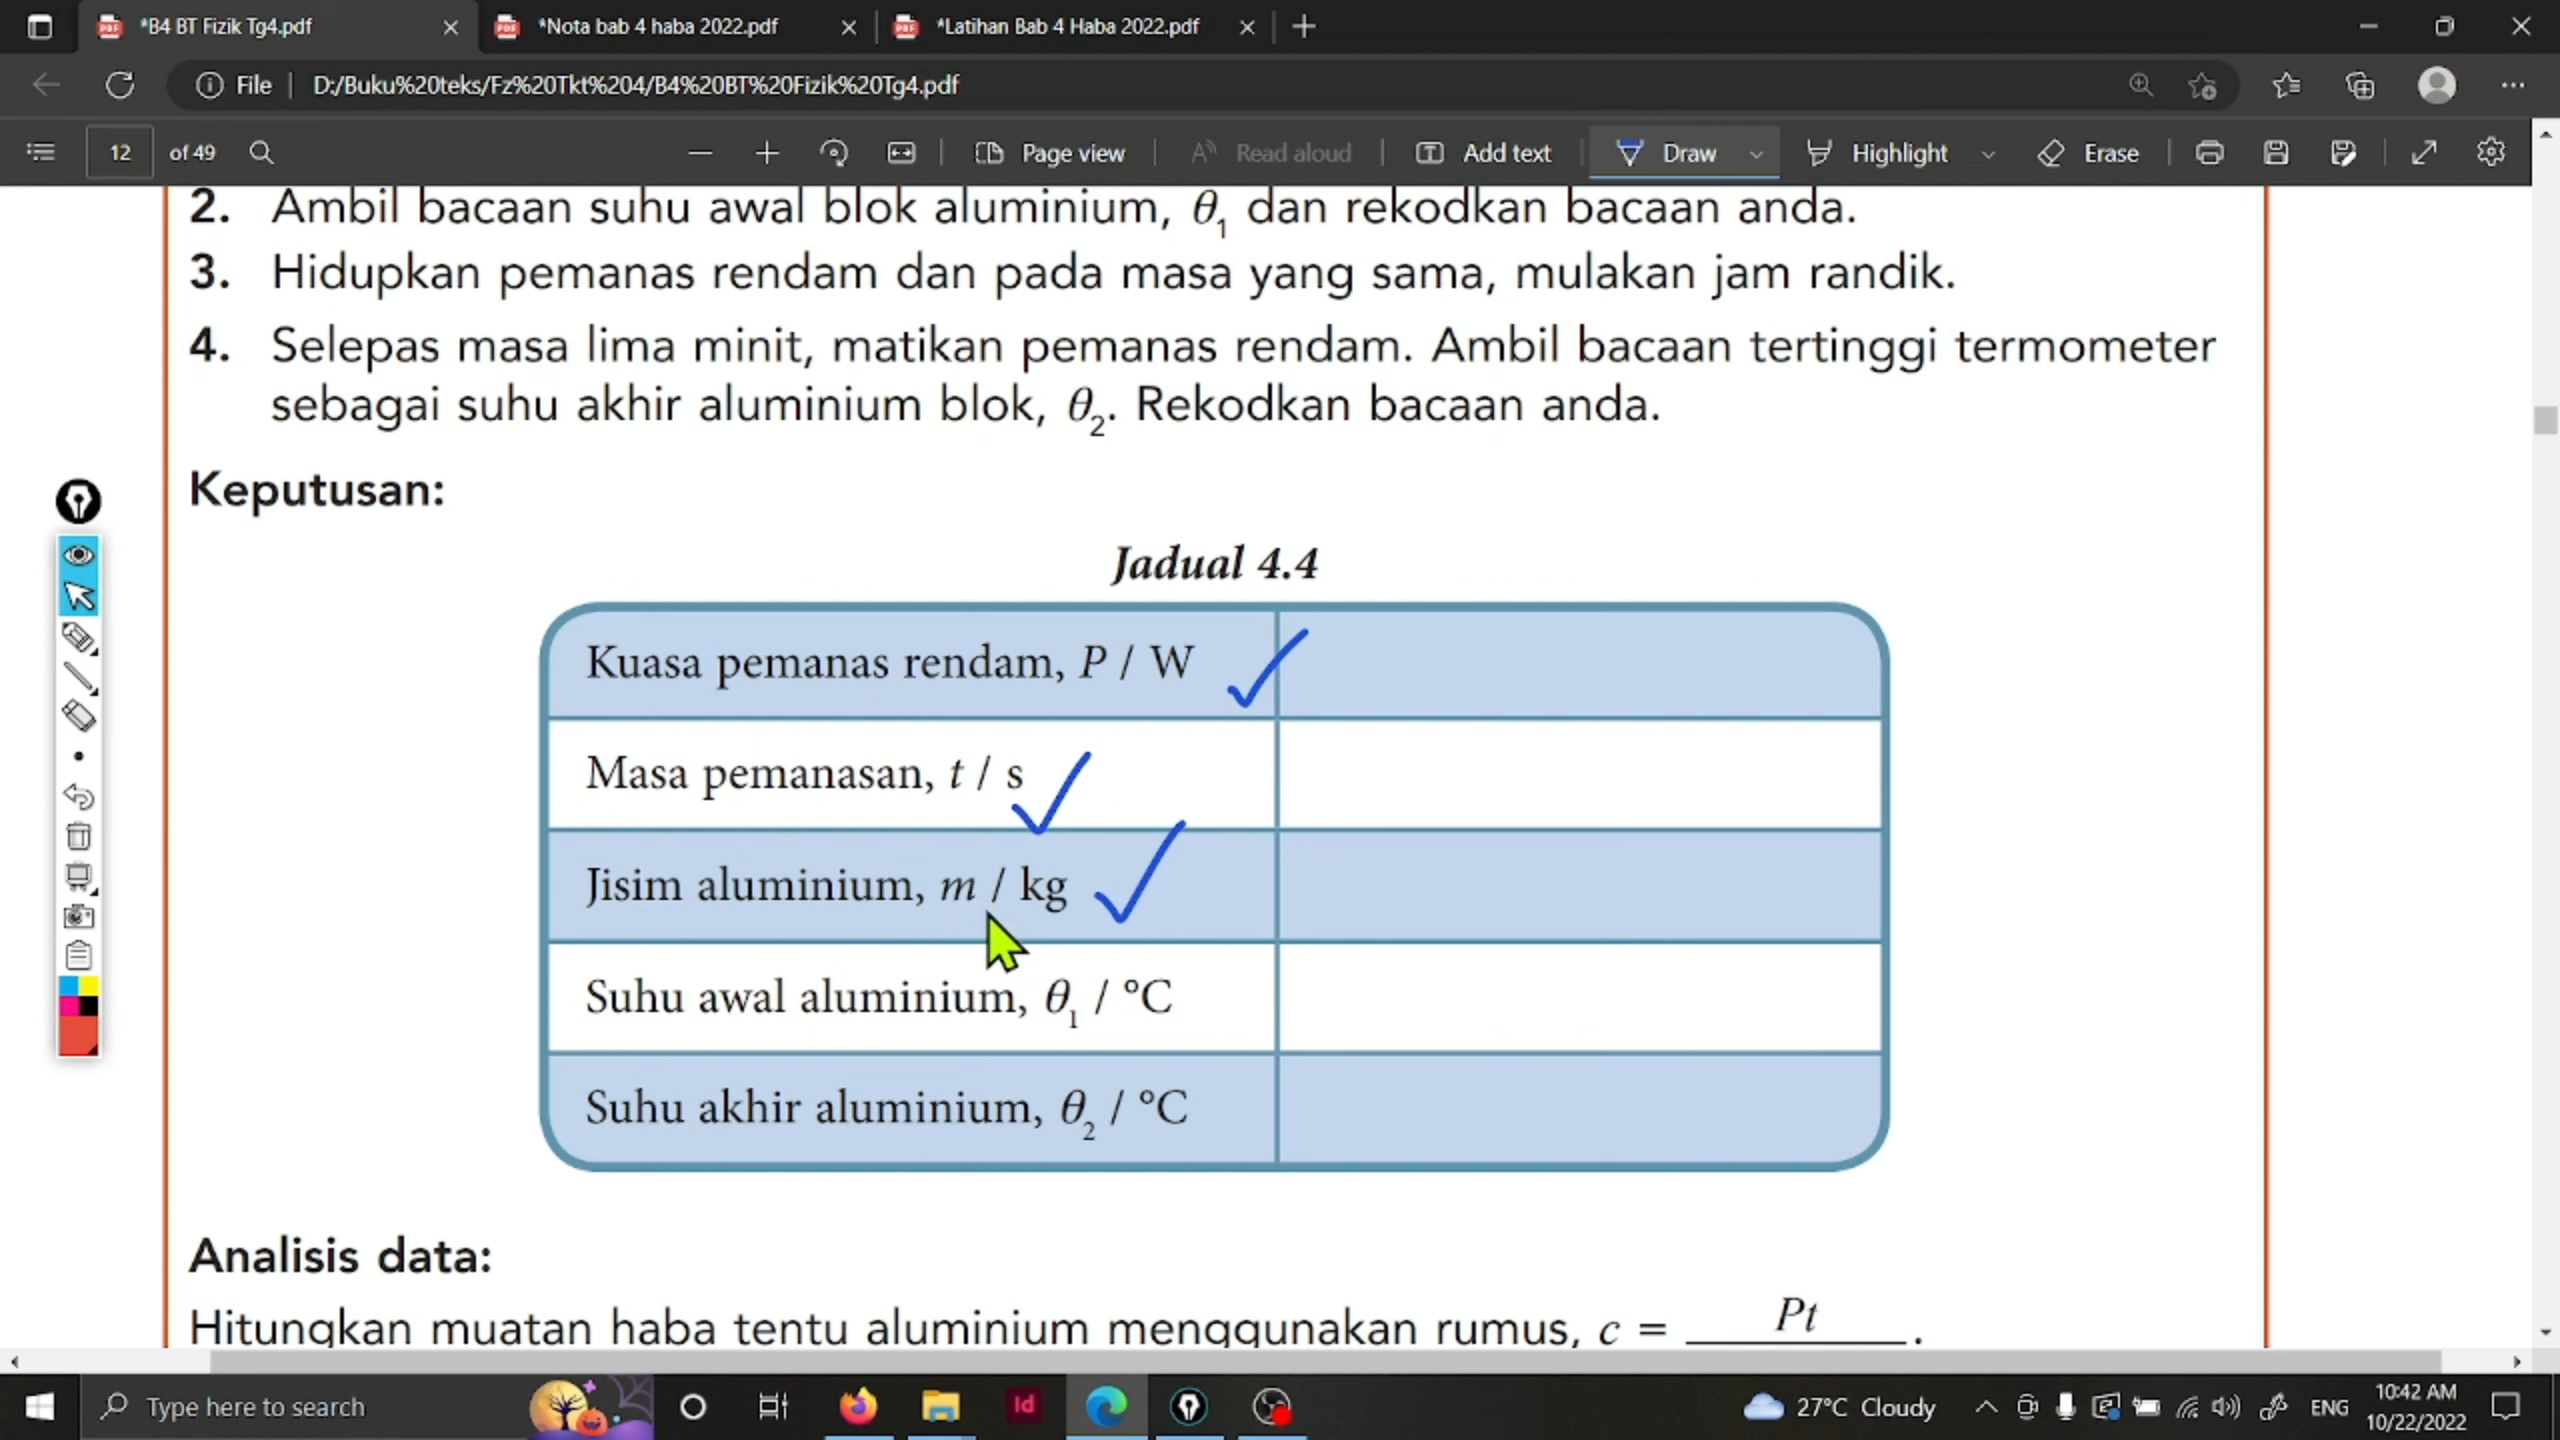 *B4 BT Fizik Tg4.pdf
*Nota bab 4 haba 2022.pdf
*Latihan Bab 4 Haba 2022.pdf
File
D:/Buku%20teks/Fz%20Tkt%204/B4%20BT%20Fizik%20Tg4.pdf
12 of 49
Page view
Read aloud
Add text
Draw
Highlight
Erase
2. Ambil bacaan suhu awal blok aluminium, θ₁ dan rekodkan bacaan anda.
3. Hidupkan pemanas rendam dan pada masa yang sama, mulakan jam randik.
4. Selepas masa lima minit, matikan pemanas rendam. Ambil bacaan tertinggi termometer
sebagai suhu akhir aluminium blok, θ₂. Rekodkan bacaan anda.
Keputusan:
Jadual 4.4
Kuasa pemanas rendam, P / W
Masa pemanasan, t / s
Jisim aluminium, m / kg
Suhu awal aluminium, θ₁ / °C
Suhu akhir aluminium, θ₂ / °C
Analisis data:
Hitungkan muatan haba tentu aluminium menggunakan rumus, c = Pt .
Type here to search
Id
27°C Cloudy
ENG
10:42 AM
10/22/2022